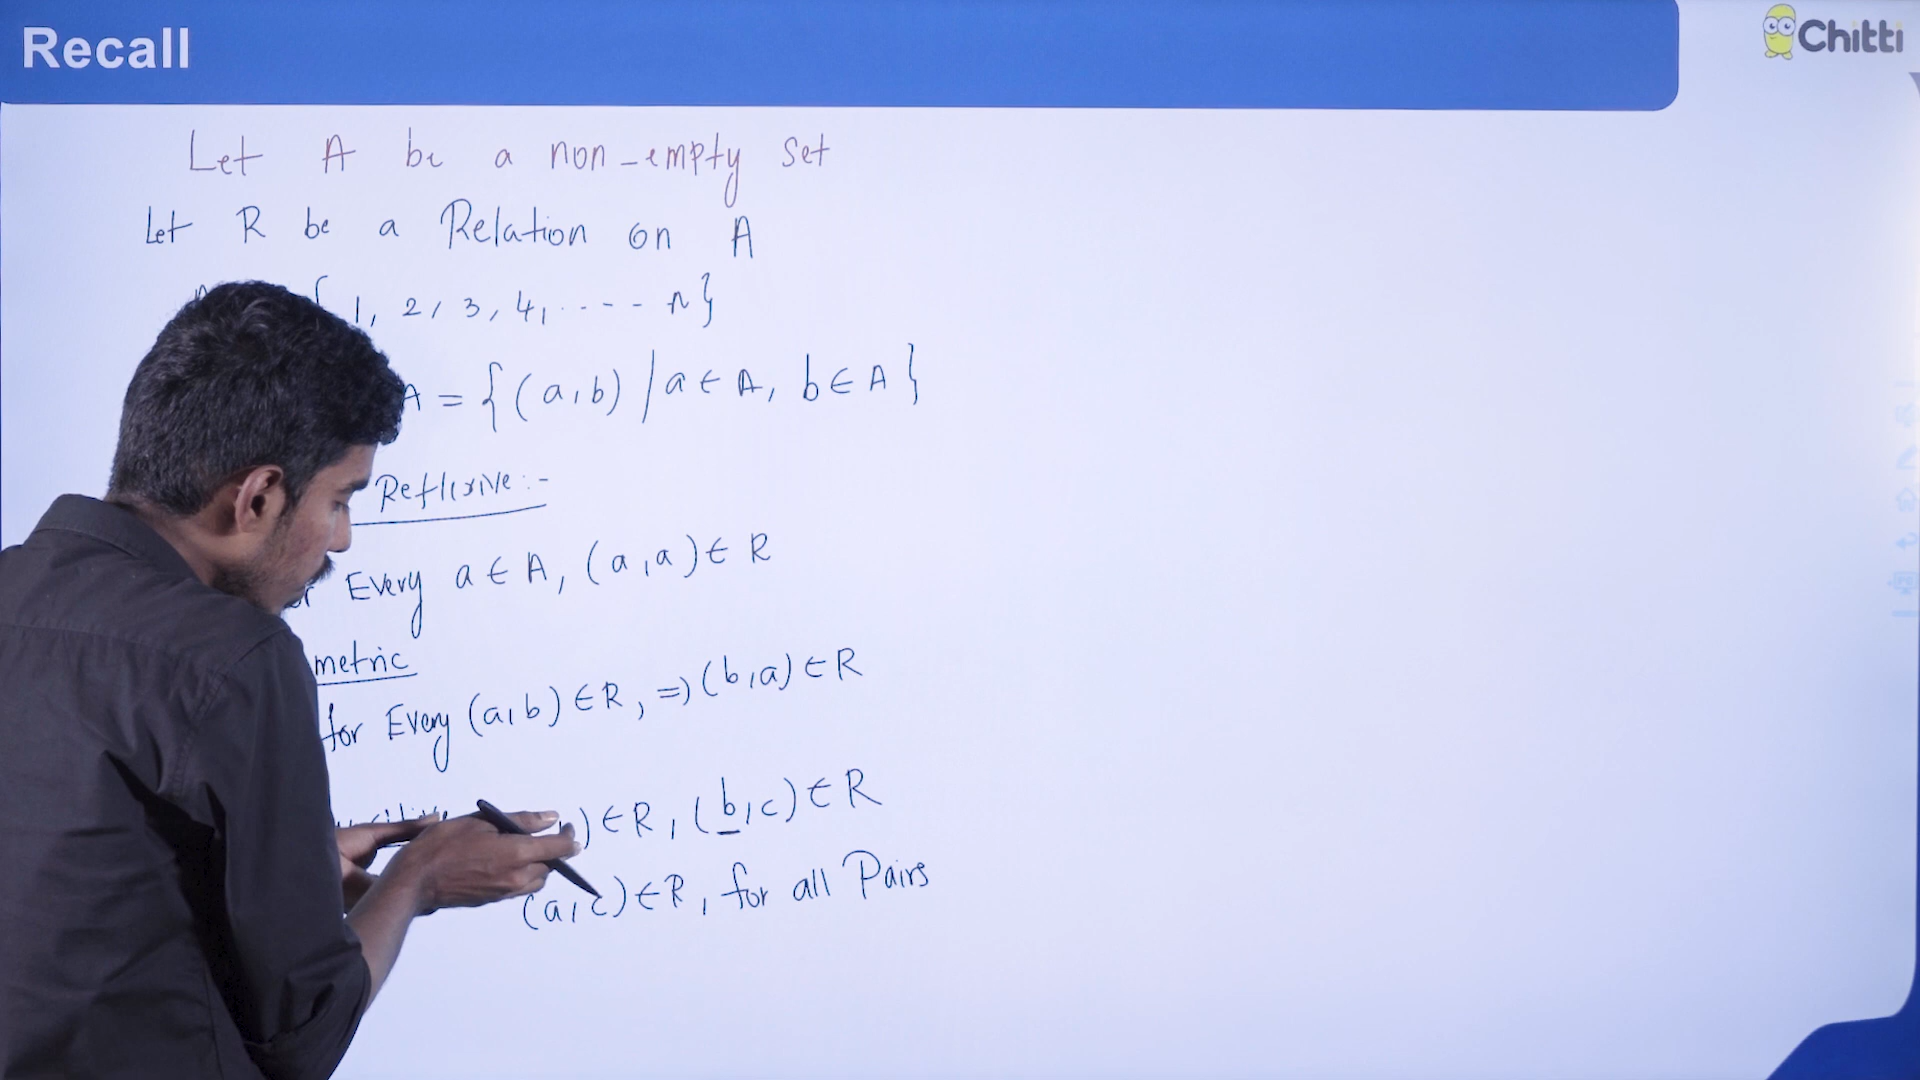 Recall
Chitti
Let A be a non-empty set
Let R be a Relation on A
{1, 2, 3, 4, ---- n}
A = {(a,b) / a ∈ A, b ∈ A}
Reflexive:-
Every a ∈ A, (a,a) ∈ R
metric
for Every (a,b) ∈ R, => (b,a) ∈ R
) ∈ R, (b,c) ∈ R
(a,c) ∈ R, for all Pairs